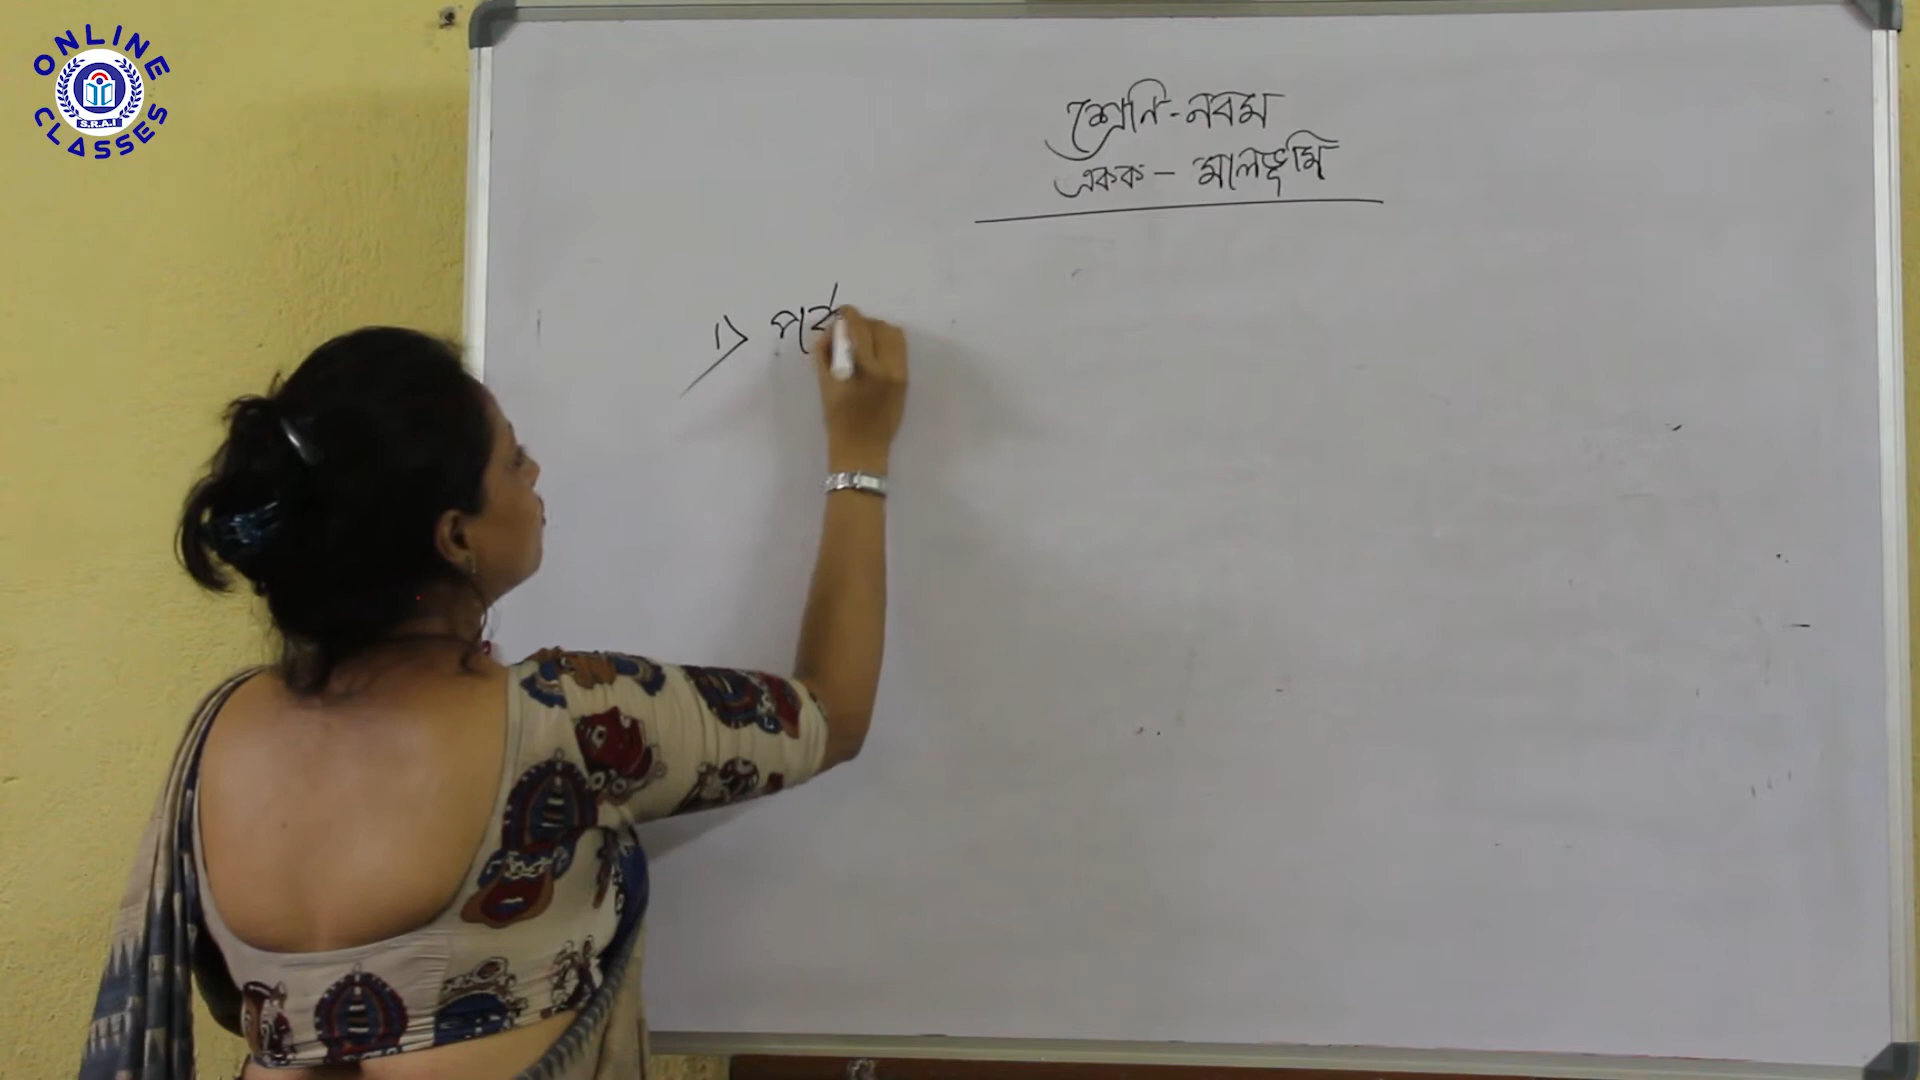 ONLINE CLASSES
S.R.A.I
শ্রেনি - নবম
একক - মালভূমি
১) পর্ব